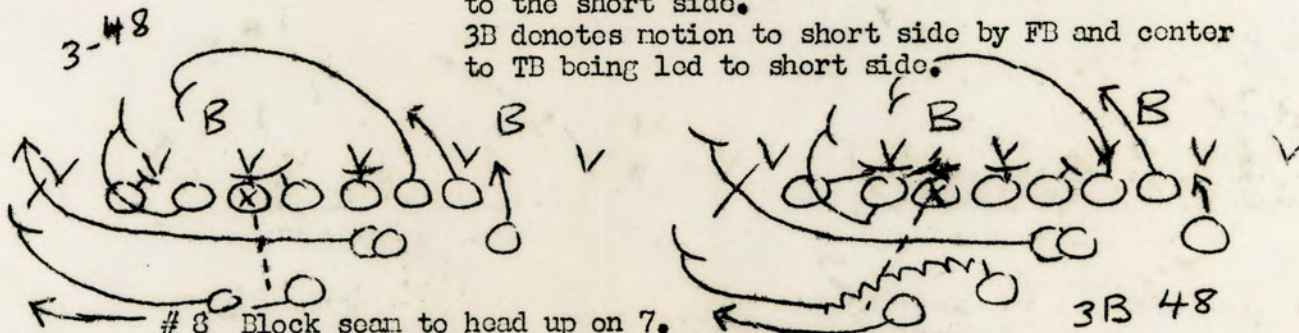 to the short side.
3-48
3B denotes motion to short side by FB and center
to TB being led to short side.
B B B B
V V V V V V V V V V V V
X X X X
# 8 Block scan to head up on 7.
3B 48